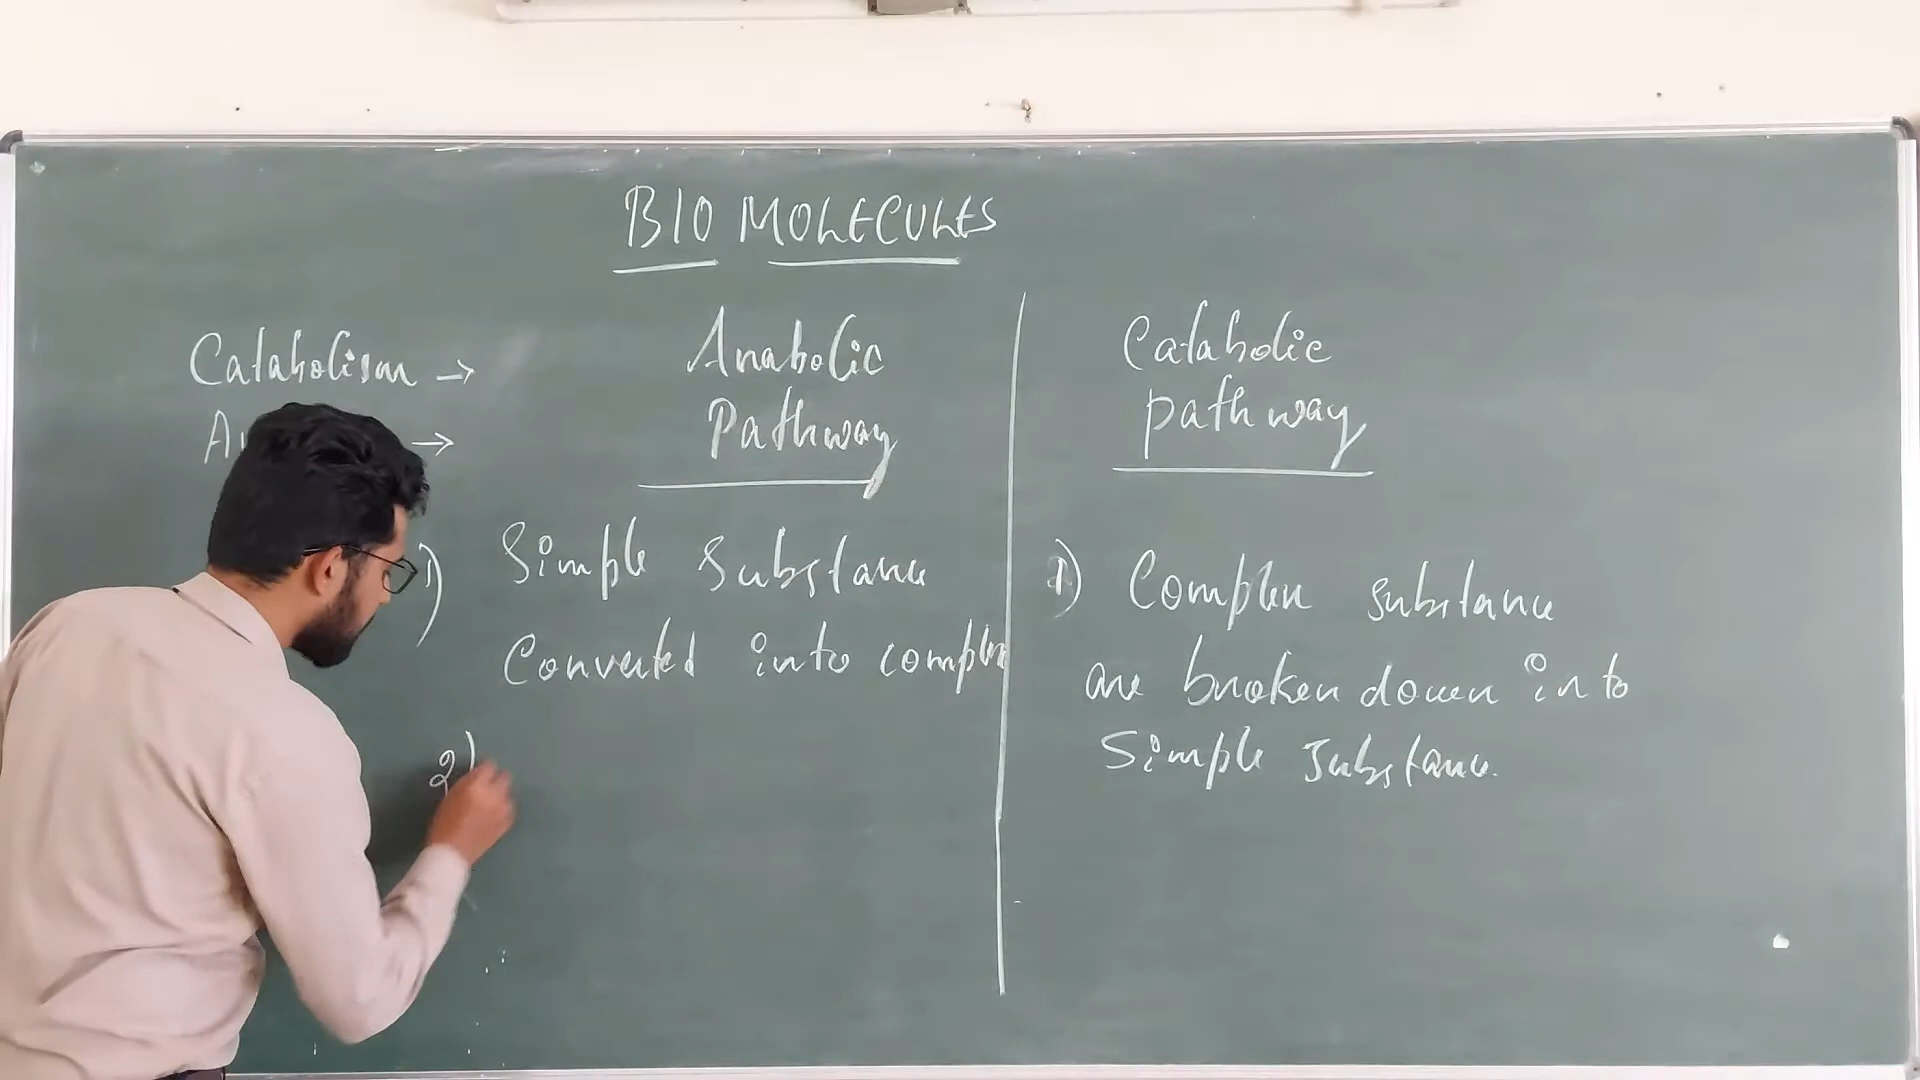 BIO MOLECULES
Catabolism →
→
Anabolic
Pathway
1) Simple Substance
Converted into complex
2)
Catabolic
pathway
1) Complex substance
are broken down into
Simple substance.